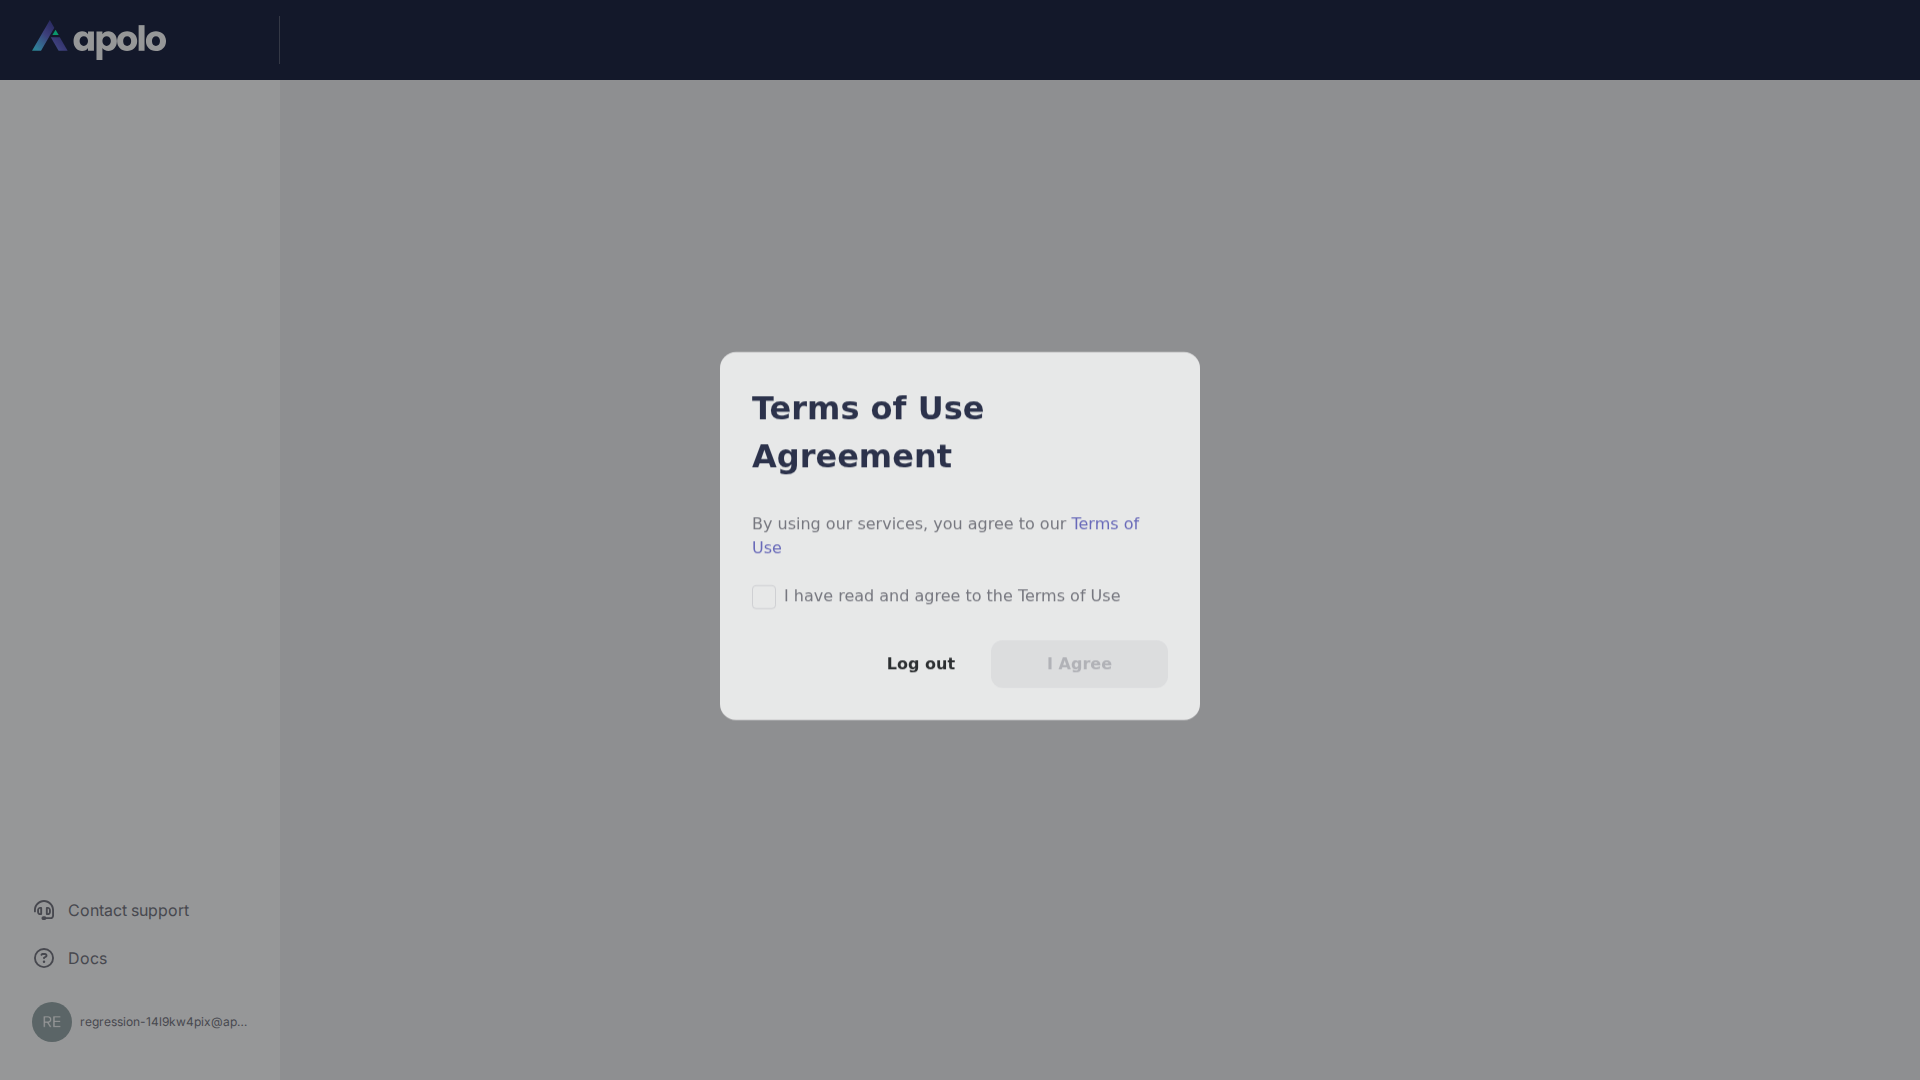 apolo
Terms of Use
Agreement
By using our services, you agree to our Terms of
Use
I have read and agree to the Terms of Use
Log out
I Agree
Contact support
Docs
RE
regression-14l9kw4pix@ap...